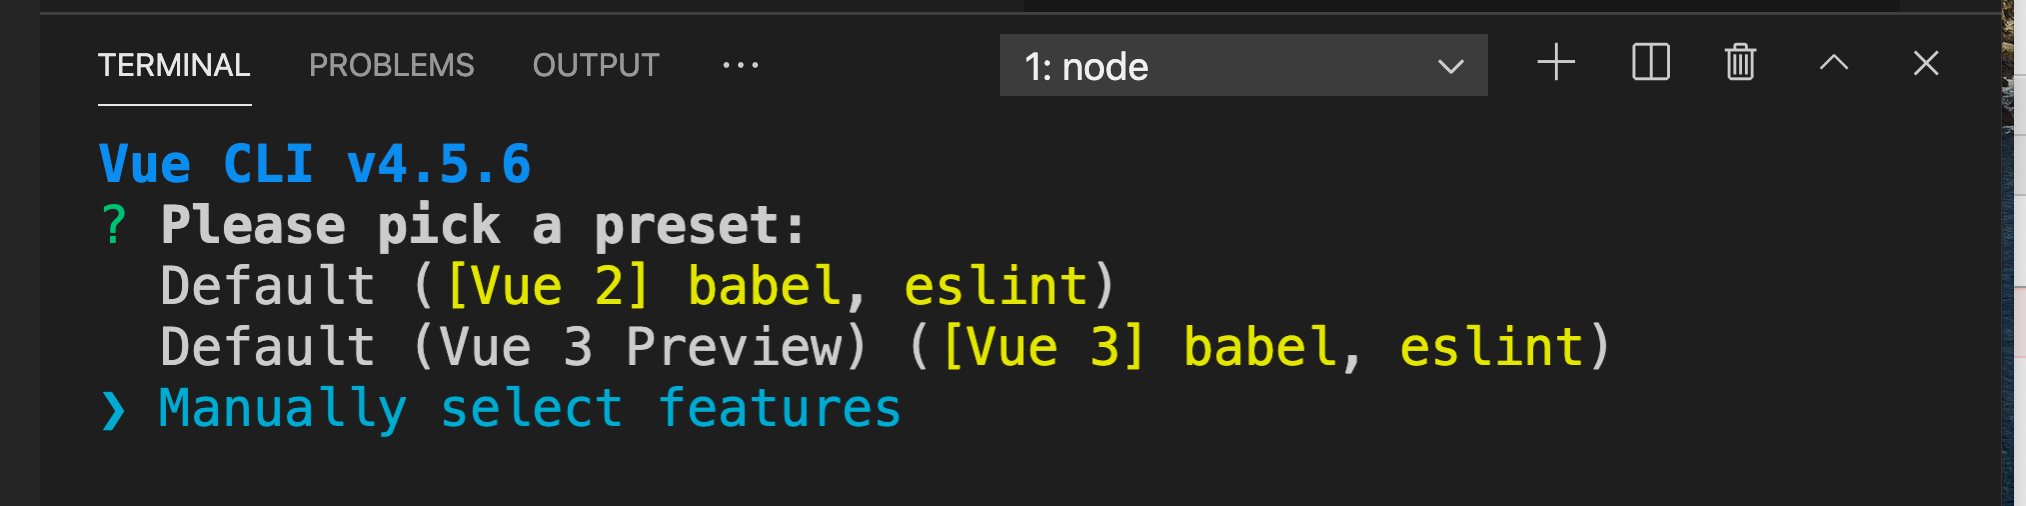 TERMINAL PROBLEMS OUTPUT ··· 1: node
Vue CLI v4.5.6
? Please pick a preset:
Default ([Vue 2] babel, eslint)
Default (Vue 3 Preview) ([Vue 3] babel, eslint)
❯ Manually select features